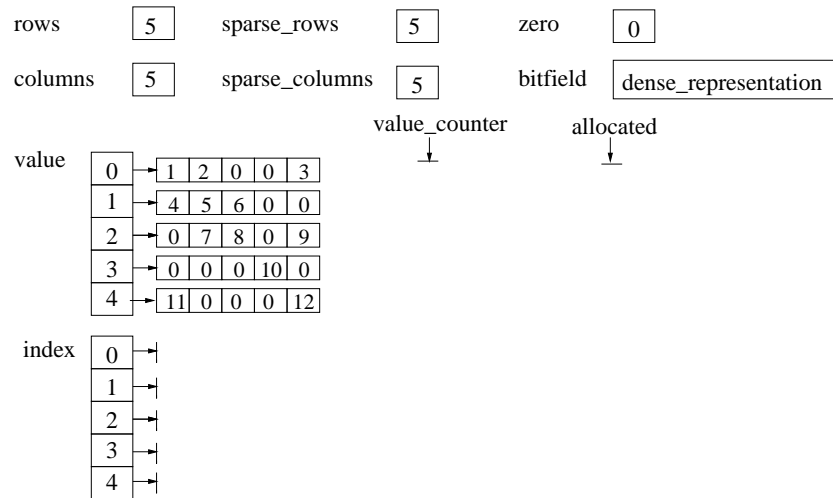 rows 5 sparse_rows 5 zero 0
columns 5 sparse_columns 5 bitfield dense_representation
value_counter allocated
value 0 1 2 0 0 3
1 4 5 6 0 0
2 0 7 8 0 9
3 0 0 0 10 0
4 11 0 0 0 12
index 0
1
2
3
4